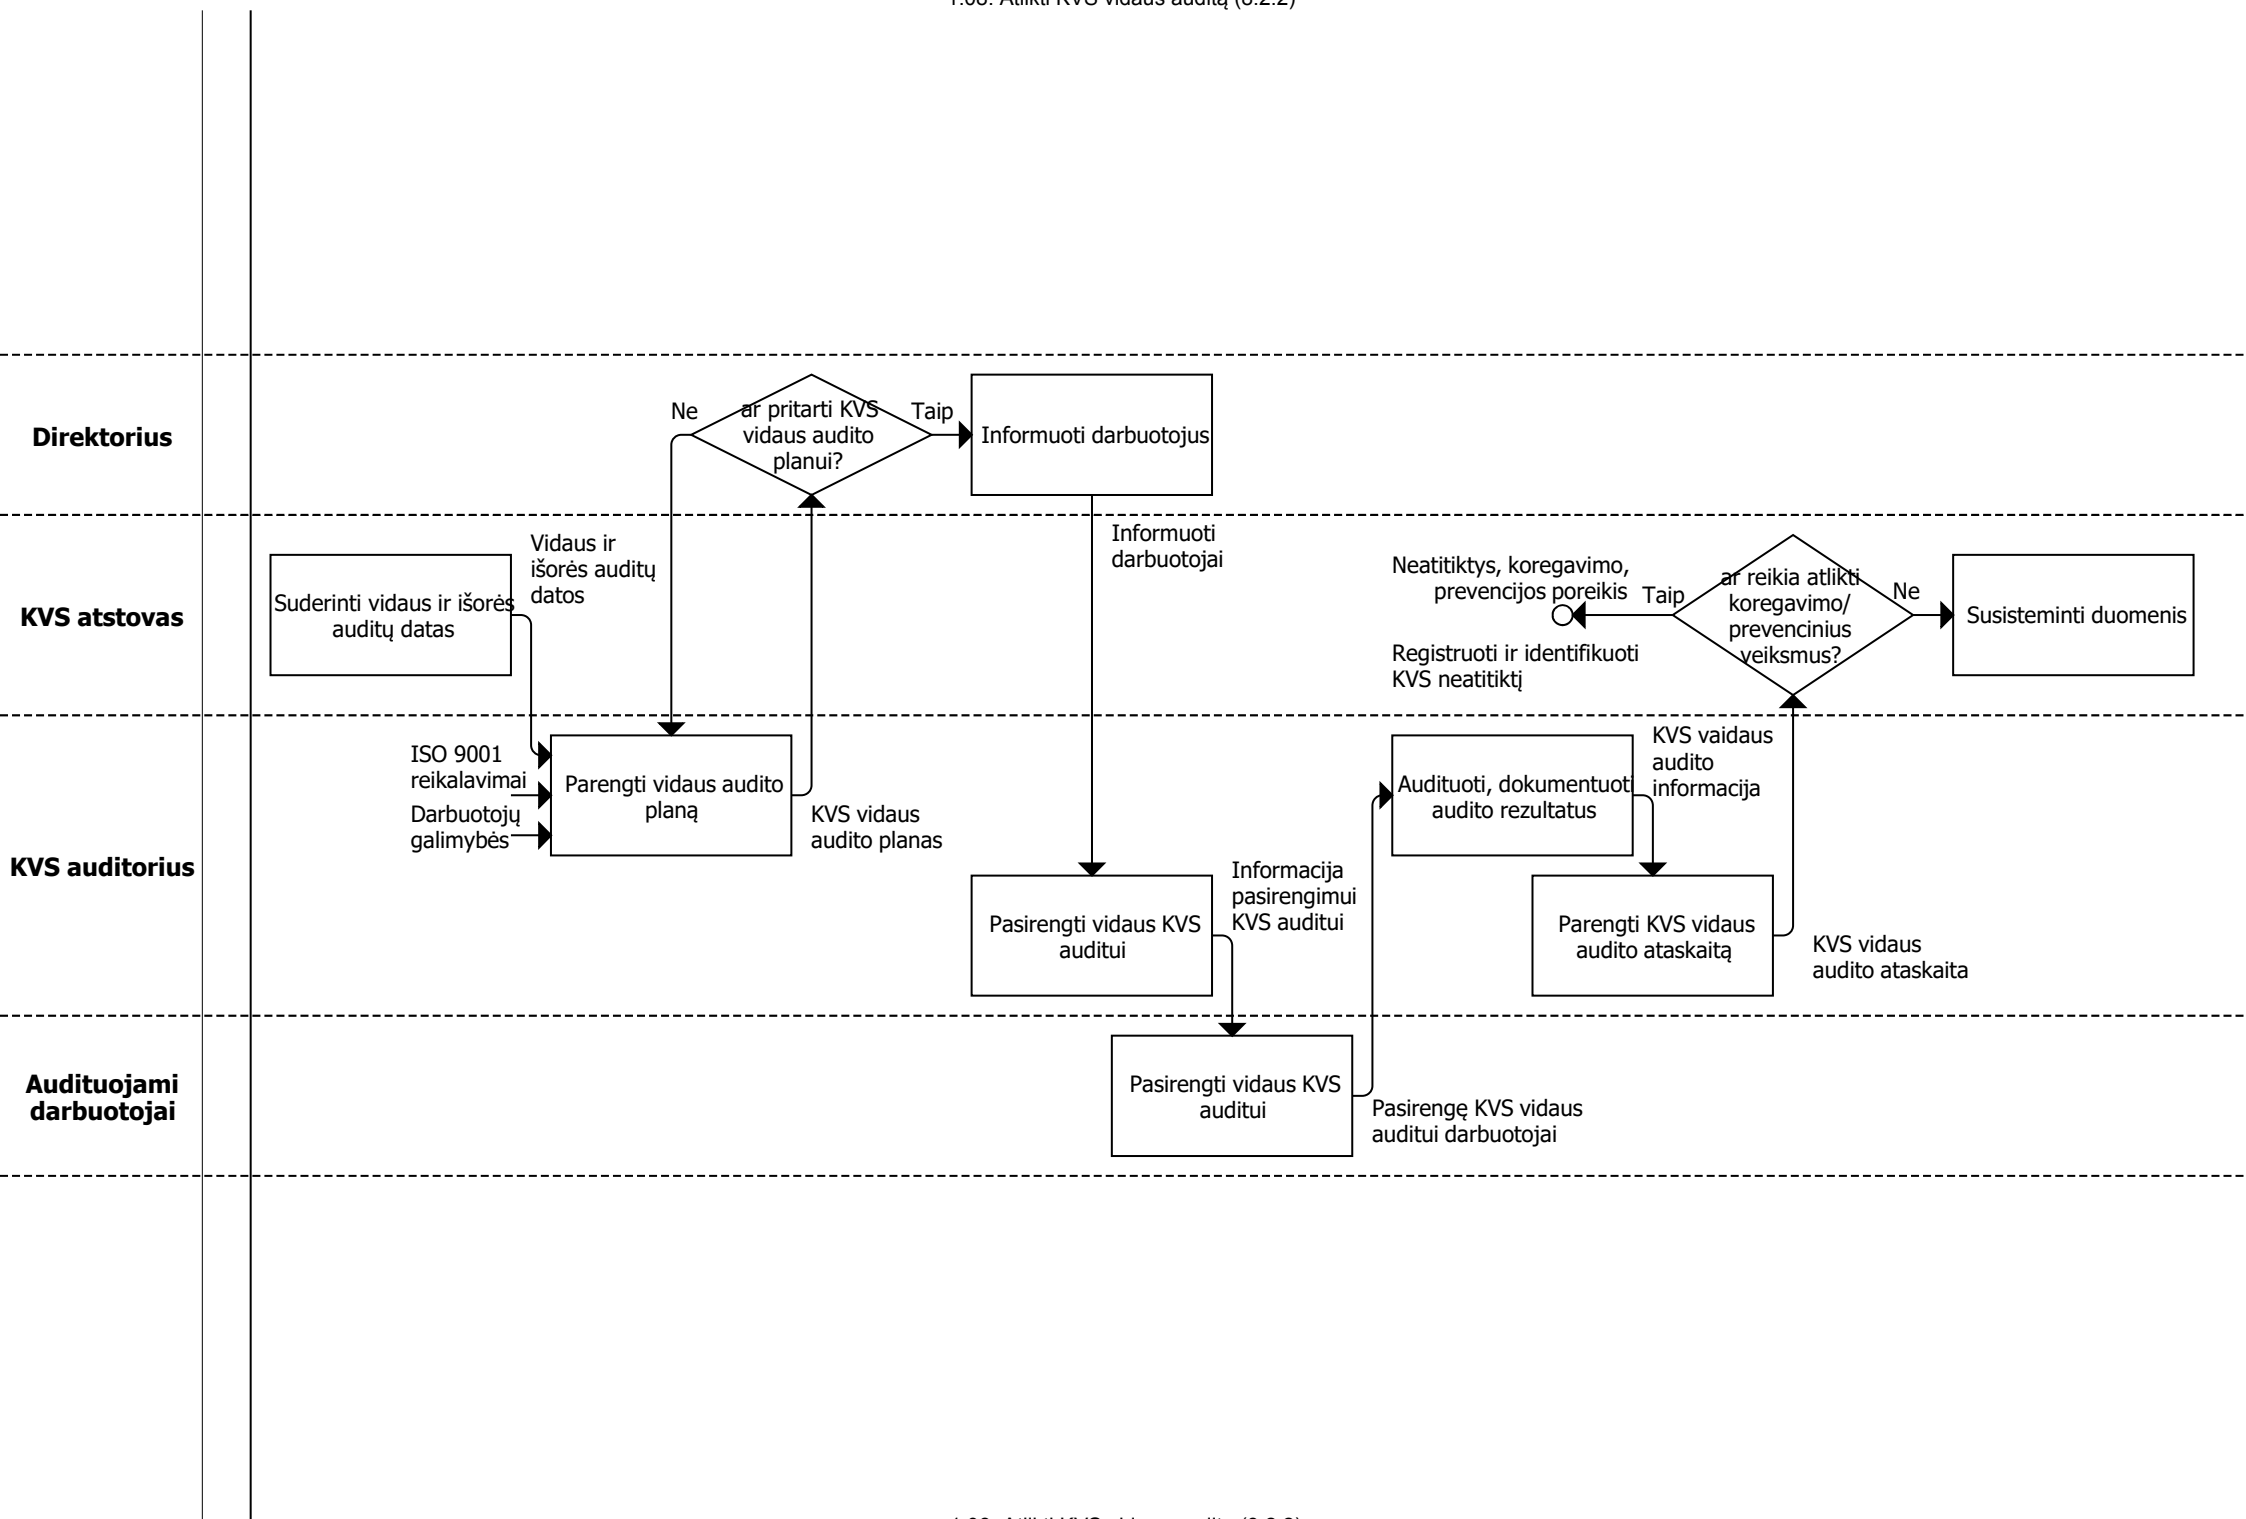 Direktorius
Ne
ar pritarti KVS
vidaus audito
planui?
Taip
Informuoti darbuotojus
KVS atstovas
Suderinti vidaus ir išorės
auditų datas
Vidaus ir
išorės auditų
datos
Informuoti
darbuotojai
Neatitiktys, koregavimo,
prevencijos poreikis
Taip
Registruoti ir identifikuoti
KVS neatitiktį
ar reikia atlikti
koregavimo/
prevencinius
veiksmus?
Ne
Susisteminti duomenis
KVS auditorius
ISO 9001
reikalavimai
Darbuotojų
galimybės
Parengti vidaus audito
planą
KVS vidaus
audito planas
Pasirengti vidaus KVS
auditui
Informacija
pasirengimui
KVS auditui
Audituoti, dokumentuoti
audito rezultatus
KVS vaidaus
audito
informacija
Parengti KVS vidaus
audito ataskaitą
KVS vidaus
audito ataskaita
Audituojami
darbuotojai
Pasirengti vidaus KVS
auditui
Pasirengę KVS vidaus
auditui darbuotojai